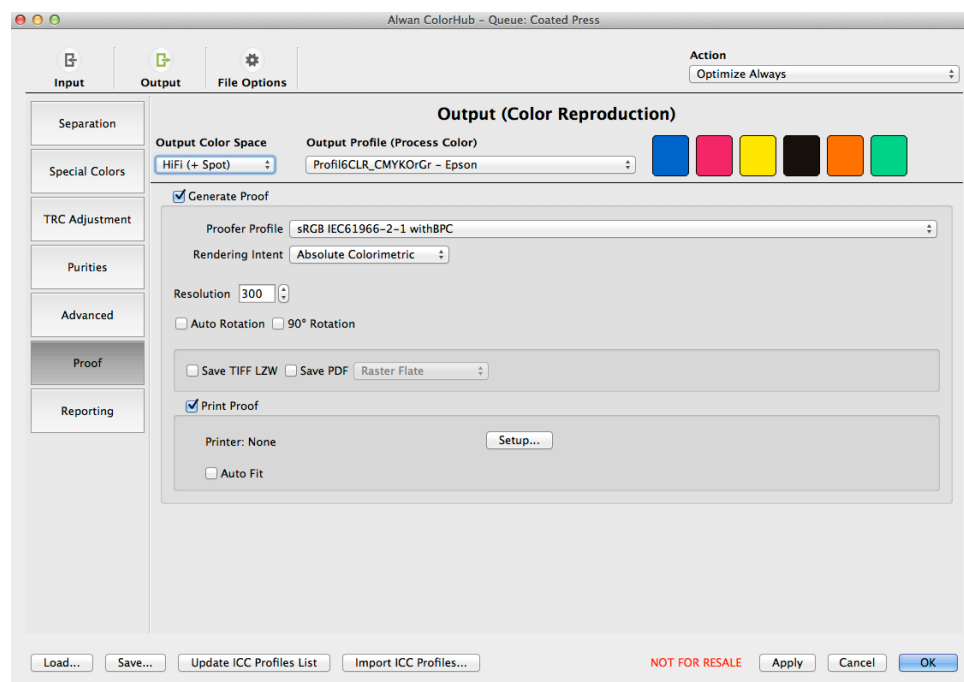 Alwan ColorHub - Queue: Coated Press
Input
Output
File Options
Action
Optimize Always
Separation
Special Colors
TRC Adjustment
Purities
Advanced
Proof
Reporting
Output (Color Reproduction)
Output Color Space
Output Profile (Process Color)
HiFi (+ Spot)
Profil6CLR_CMYKOrGr - Epson
Generate Proof
Proofer Profile sRGB IEC61966-2-1 withBPC
Rendering Intent Absolute Colorimetric
Resolution 300
Auto Rotation 90° Rotation
Save TIFF LZW Save PDF Raster Flate
Print Proof
Printer: None Setup...
Auto Fit
Load... Save... Update ICC Profiles List Import ICC Profiles... NOT FOR RESALE Apply Cancel OK